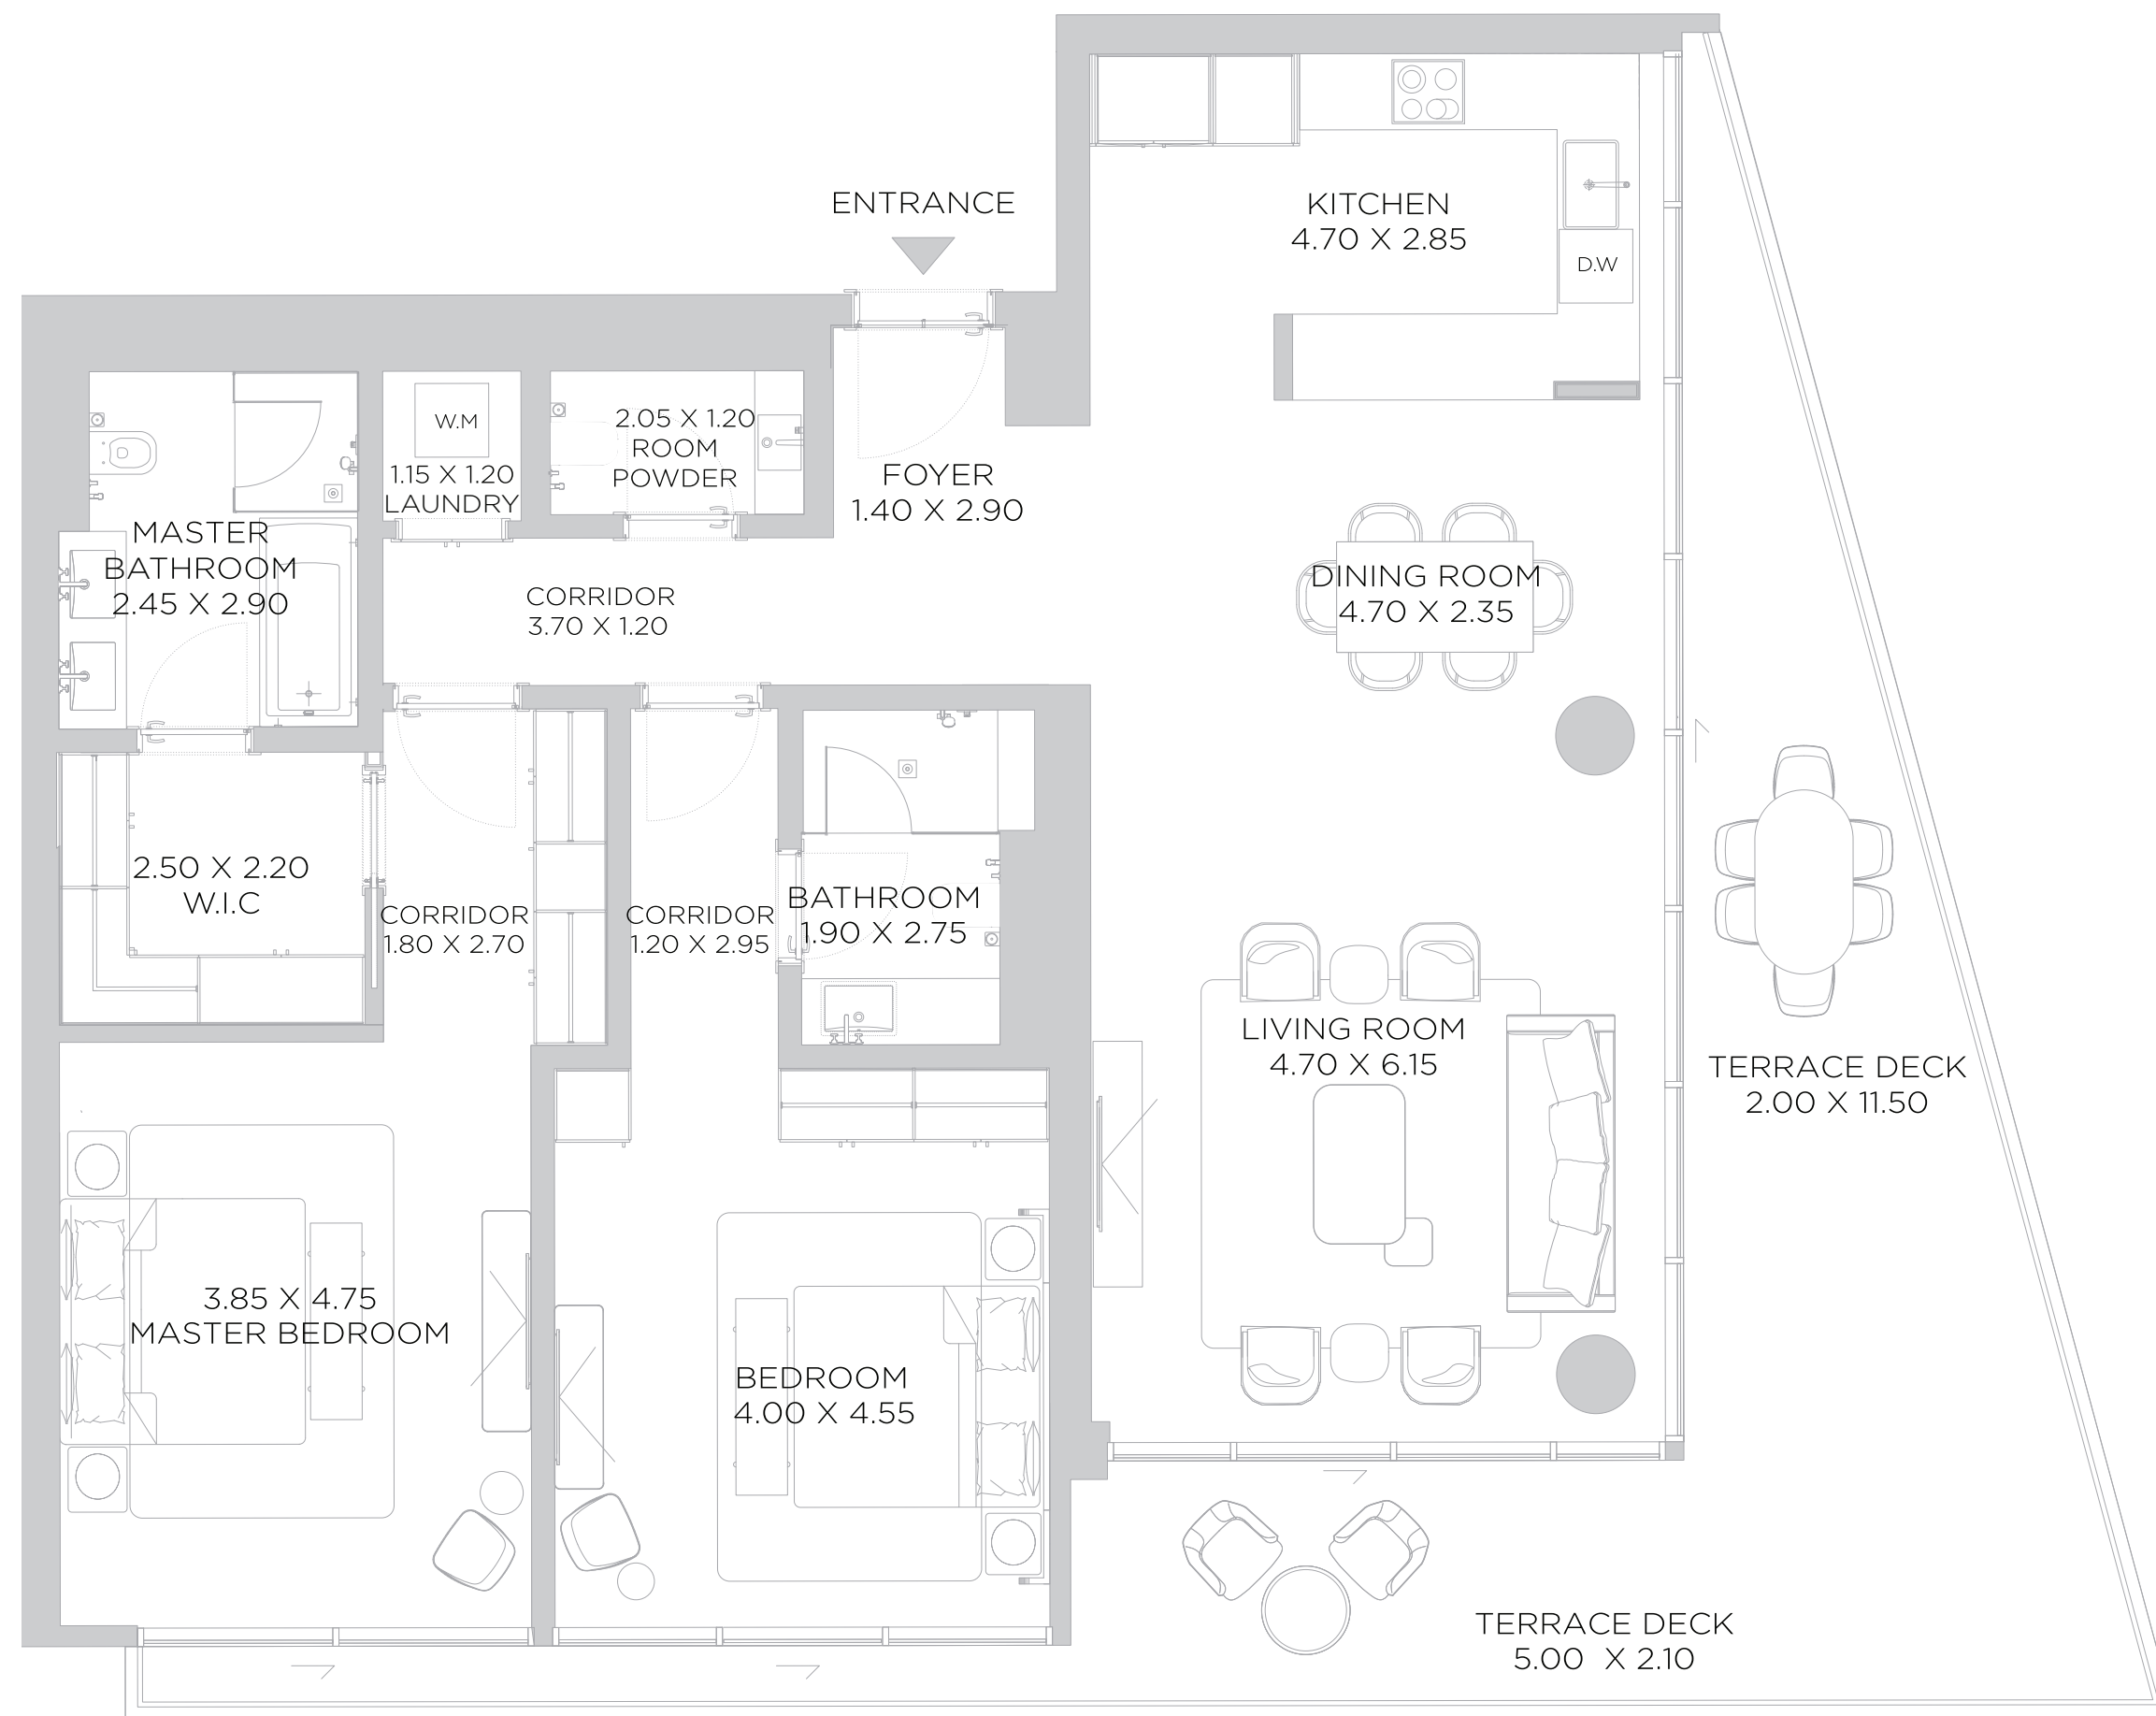 ENTRANCE
KITCHEN
4.70 X 2.85
D.W
W.M
1.15 X 1.20
LAUNDRY
2.05 X 1.20
ROOM
POWDER
FOYER
1.40 X 2.90
MASTER
BATHROOM
2.45 X 2.90
CORRIDOR
3.70 X 1.20
DINING ROOM
4.70 X 2.35
2.50 X 2.20
W.I.C
CORRIDOR
1.80 X 2.70
CORRIDOR
1.20 X 2.95
BATHROOM
1.90 X 2.75
LIVING ROOM
4.70 X 6.15
TERRACE DECK
2.00 X 11.50
3.85 X 4.75
MASTER BEDROOM
BEDROOM
4.00 X 4.55
TERRACE DECK
5.00 X 2.10